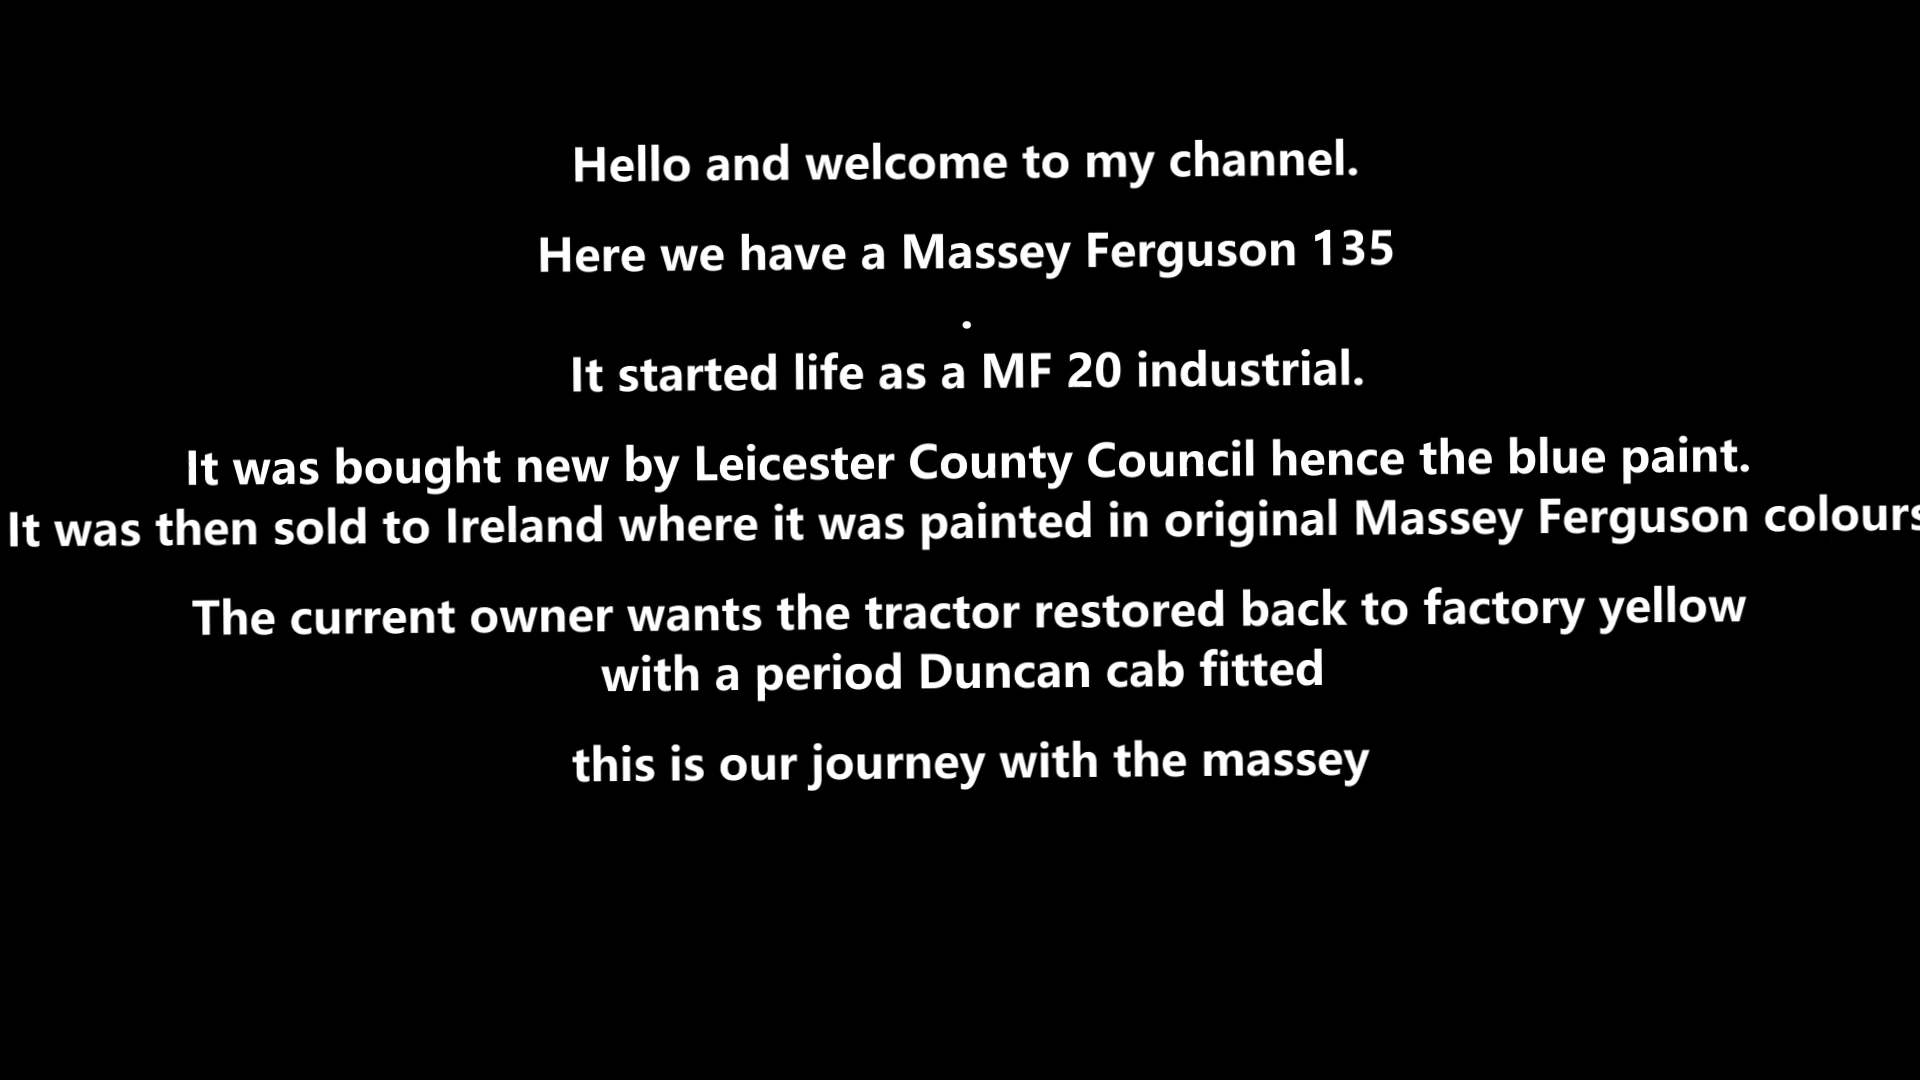 Hello and welcome to my channel.
Here we have a Massey Ferguson 135
.
It started life as a MF 20 industrial.
It was bought new by Leicester County Council hence the blue paint.
It was then sold to Ireland where it was painted in original Massey Ferguson colours
The current owner wants the tractor restored back to factory yellow
with a period Duncan cab fitted
this is our journey with the massey